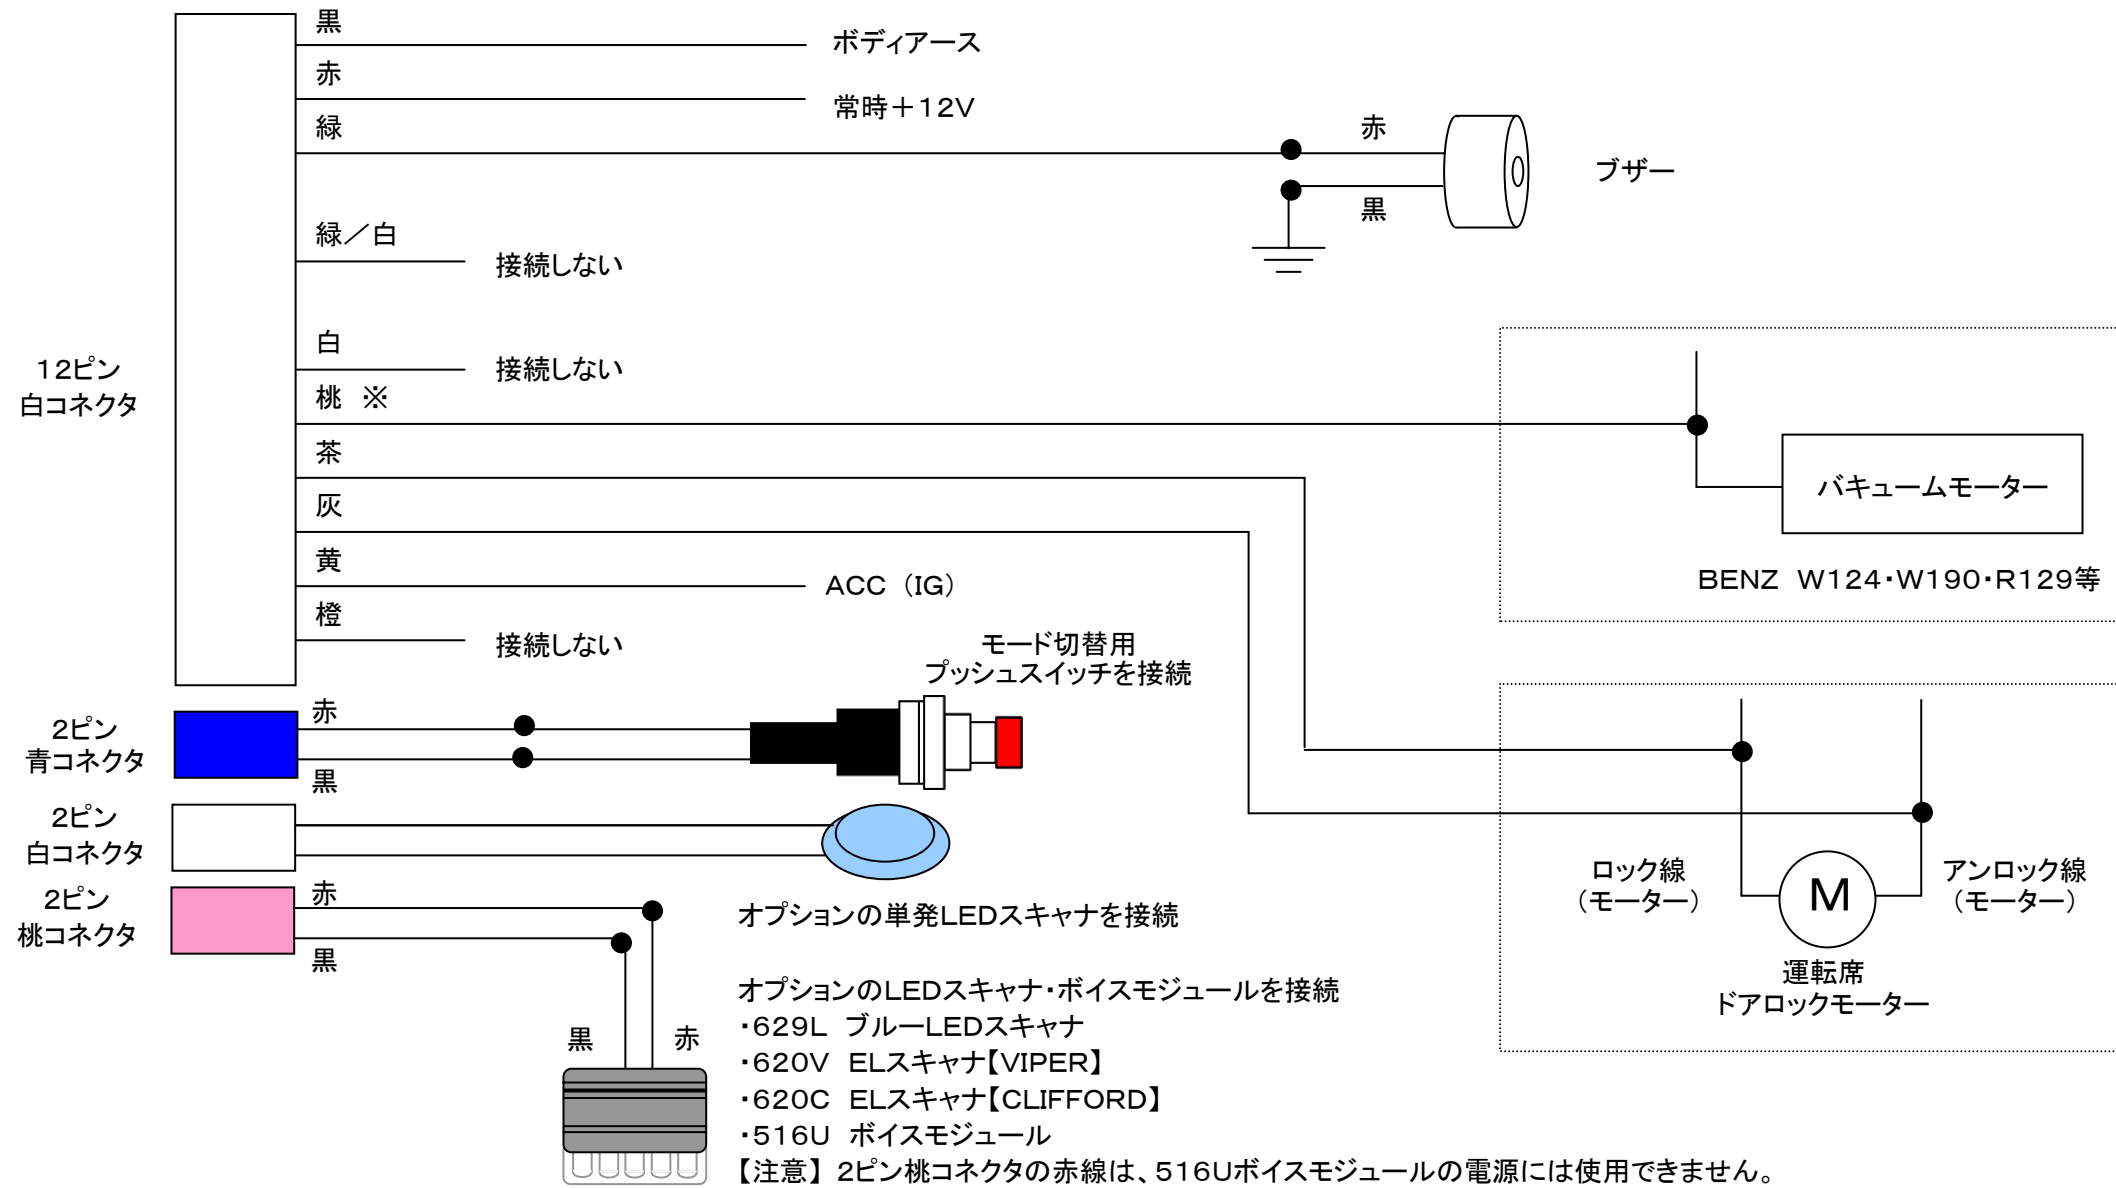 黒
ボディアース
赤
常時＋12V
緑
赤
ブザー
黒
緑／白
接続しない
白
接続しない
12ピン
白コネクタ
桃 ※
茶
灰
バキュームモーター
黄
ACC （IG）
BENZ W124・W190・R129等
橙
接続しない
モード切替用
プッシュスイッチを接続
2ピン
青コネクタ
赤
黒
2ピン
白コネクタ
ロック線
（モーター）
M
アンロック線
（モーター）
運転席
ドアロックモーター
2ピン
桃コネクタ
赤
黒
オプションの単発LEDスキャナを接続
黒
赤
オプションのLEDスキャナ・ボイスモジュールを接続
・629L ブルーLEDスキャナ
・620V ELスキャナ【VIPER】
・620C ELスキャナ【CLIFFORD】
・516U ボイスモジュール
【注意】 2ピン桃コネクタの赤線は、516Uボイスモジュールの電源には使用できません。